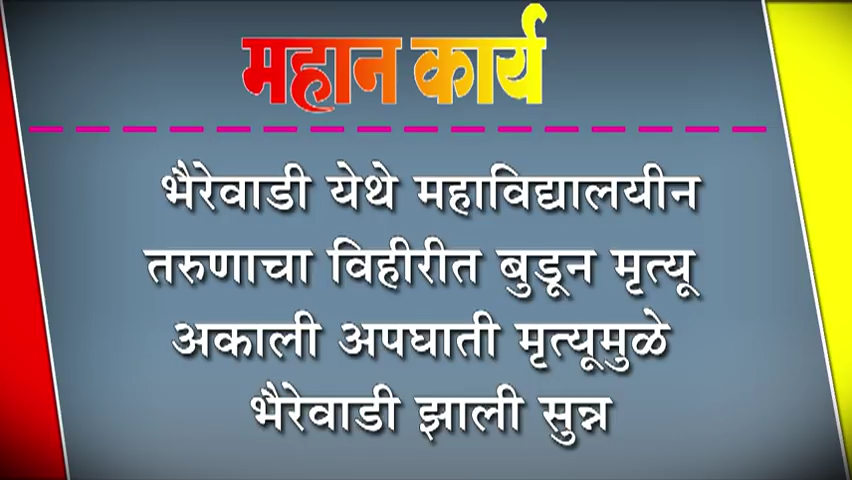 महान कार्य
भैरेवाडी येथे महाविद्यालयीन
तरुणाचा विहीरीत बुडून मृत्यू
अकाली अपघाती मृत्यूमुळे
भैरेवाडी झाली सुन्न